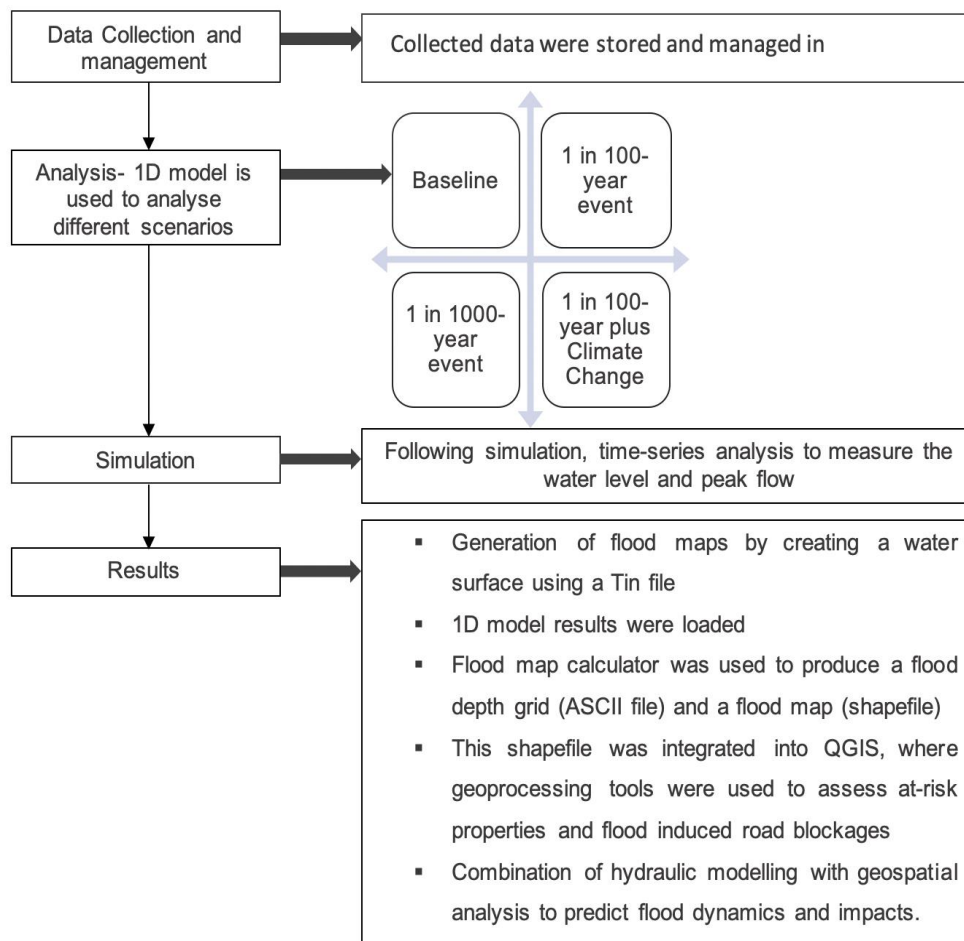 Data Collection and
management
Collected data were stored and managed in
Analysis- 1D model is
used to analyse
different scenarios
Baseline
1 in 100-
year
event
1 in 1000-
year
event
1 in 100-
year plus
Climate
Change
Simulation
Following simulation, time-series analysis to measure the
water level and peak flow
Results
▪ Generation of flood maps by creating a water
surface using a Tin file
▪ 1D model results were loaded
▪ Flood map calculator was used to produce a flood
depth grid (ASCII file) and a flood map (shapefile)
▪ This shapefile was integrated into QGIS, where
geoprocessing tools were used to assess at-risk
properties and flood induced road blockages
▪ Combination of hydraulic modelling with geospatial
analysis to predict flood dynamics and impacts.